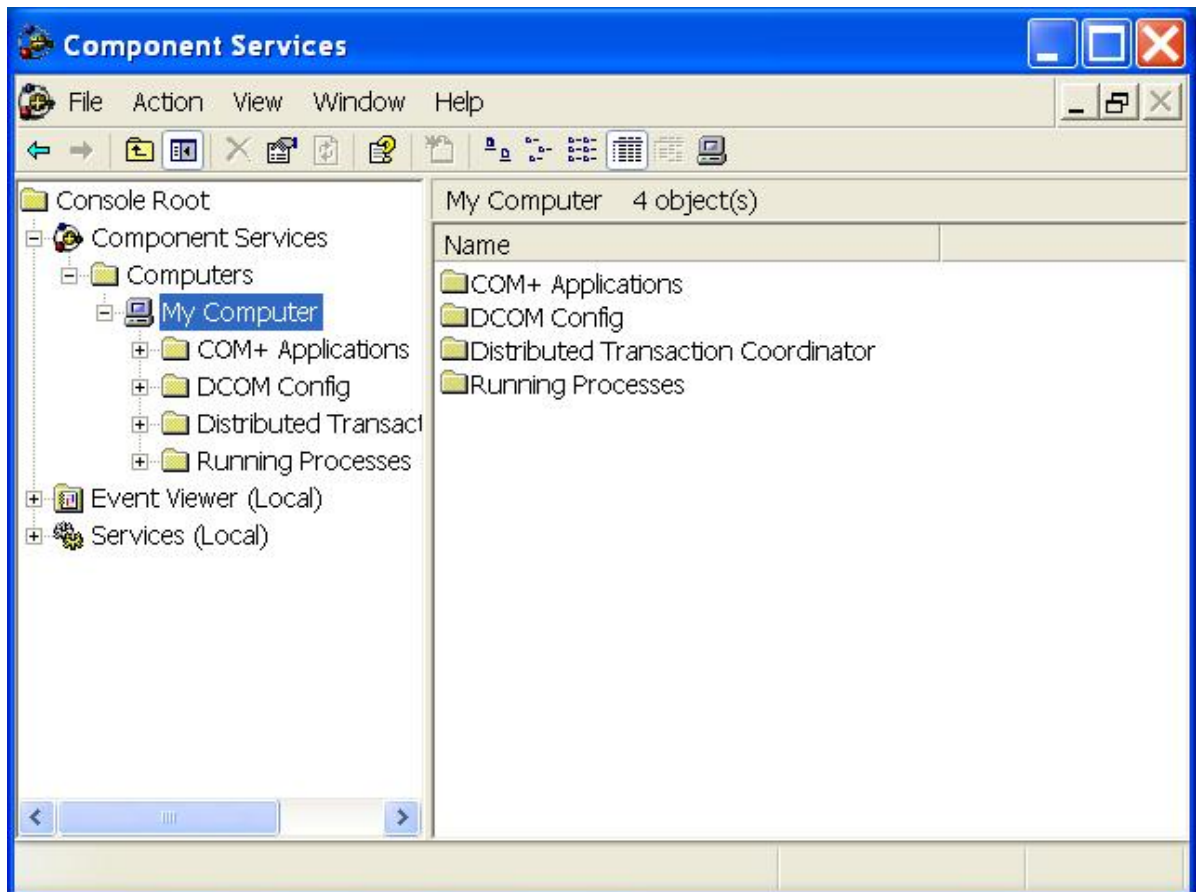 Component Services
File Action View Window Help
Console Root
Component Services
Computers
My Computer
COM+ Applications
DCOM Config
Distributed Transact
Running Processes
Event Viewer (Local)
Services (Local)
My Computer 4 object(s)
Name
COM+ Applications
DCOM Config
Distributed Transaction Coordinator
Running Processes